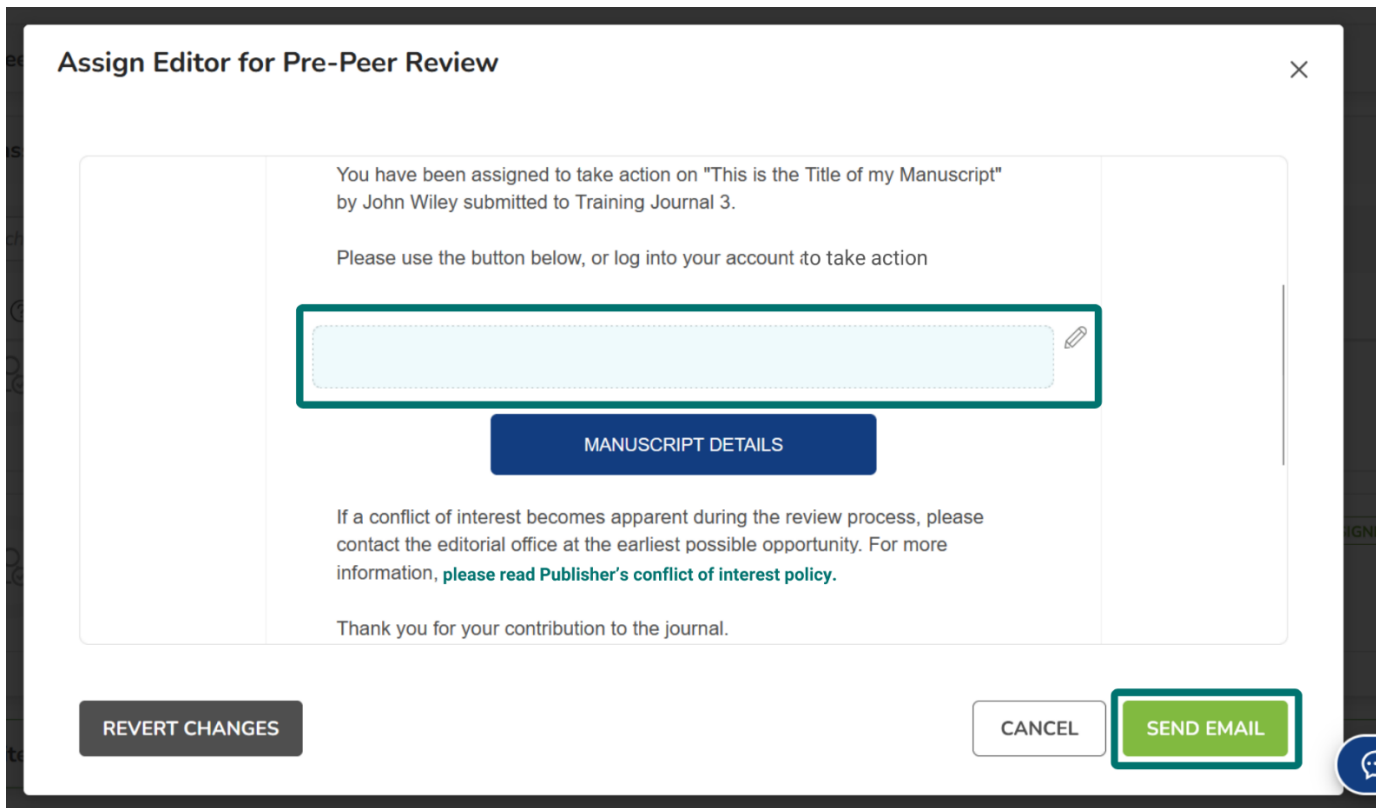 Assign Editor for Pre-Peer Review
You have been assigned to take action on "This is the Title of my Manuscript"
by John Wiley submitted to Training Journal 3.
Please use the button below, or log into your account to take action
MANUSCRIPT DETAILS
If a conflict of interest becomes apparent during the review process, please
contact the editorial office at the earliest possible opportunity. For more
information, please read Publisher’s conflict of interest policy.
Thank you for your contribution to the journal.
REVERT CHANGES
CANCEL
SEND EMAIL